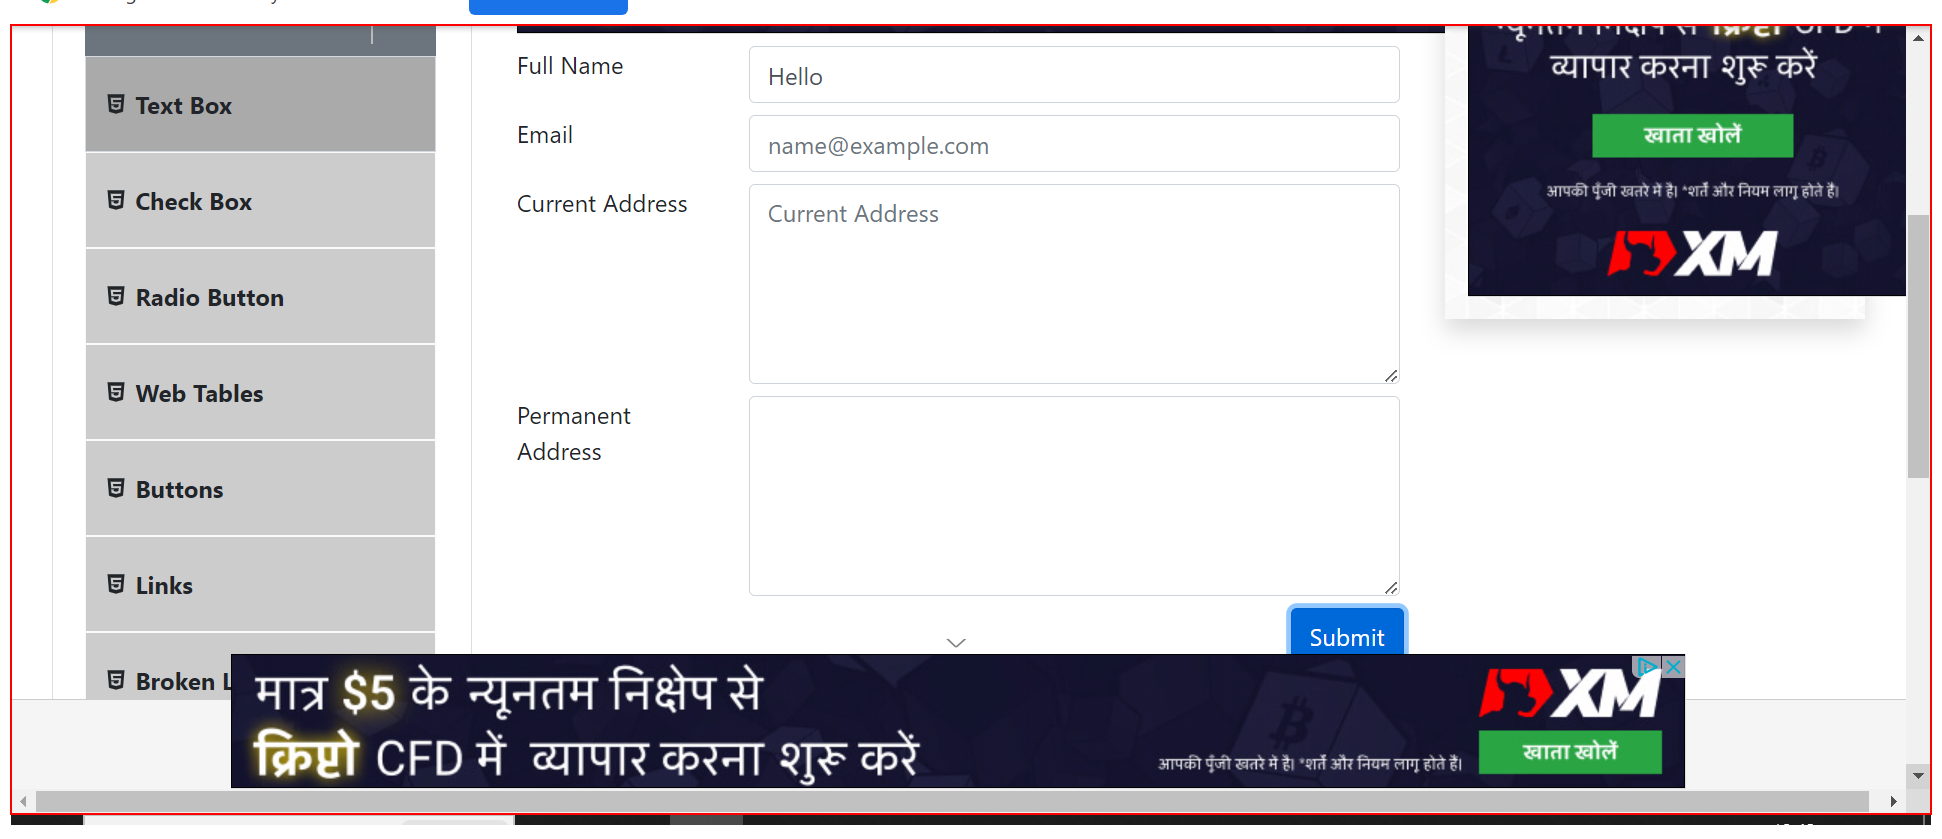 Text Box
Check Box
Radio Button
Web Tables
Buttons
Links
Broken L
Full Name
Hello
Email
name@example.com
Current Address
Current Address
Permanent
Address
Submit
व्यापार करना शुरू करें
खाता खोलें
आपकी पूँजी खतरे में है। *शर्तें और नियम लागू होते हैं।
XM
मात्र $5 के न्यूनतम निक्षेप से
क्रिप्टो CFD में व्यापार करना शुरू करें
आपकी पूँजी खतरे में है। *शर्तें और नियम लागू होते हैं।
XM
खाता खोलें